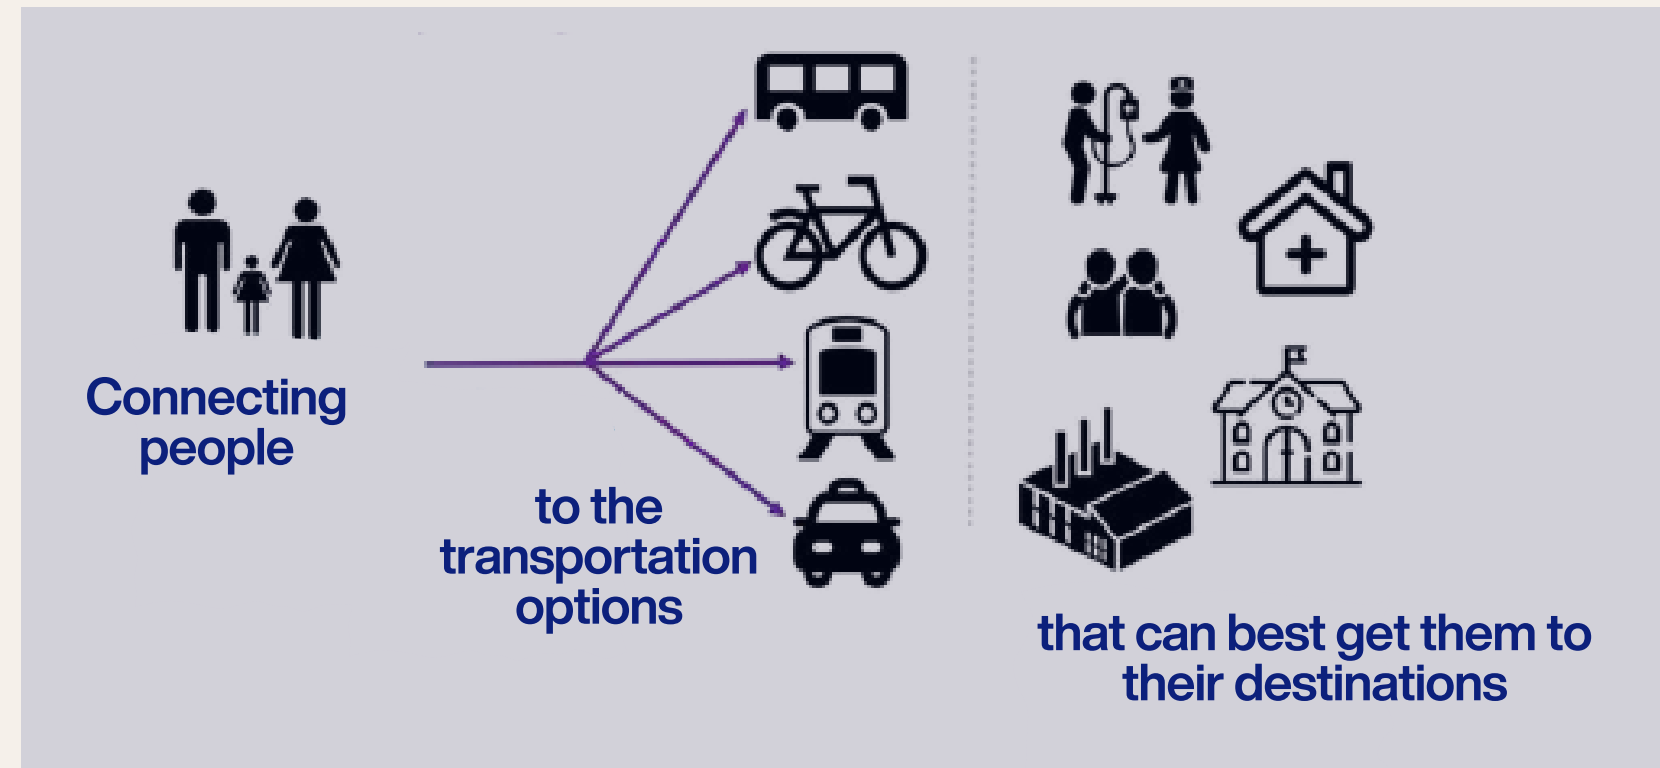 Connecting
people
to the
transportation
options
that can best get them to
their destinations